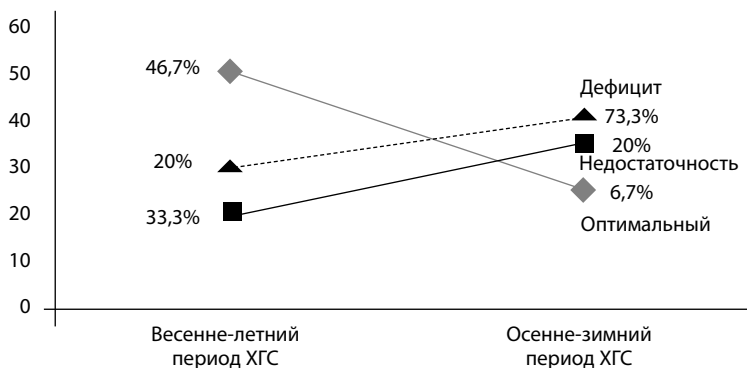 60
50
40
30
20
10
0
46,7%
20%
33,3%
Дефицит
73,3%
20%
Недостаточность
6,7%
Оптимальный
Весенне-летний
период ХГС
Осенне-зимний
период ХГС